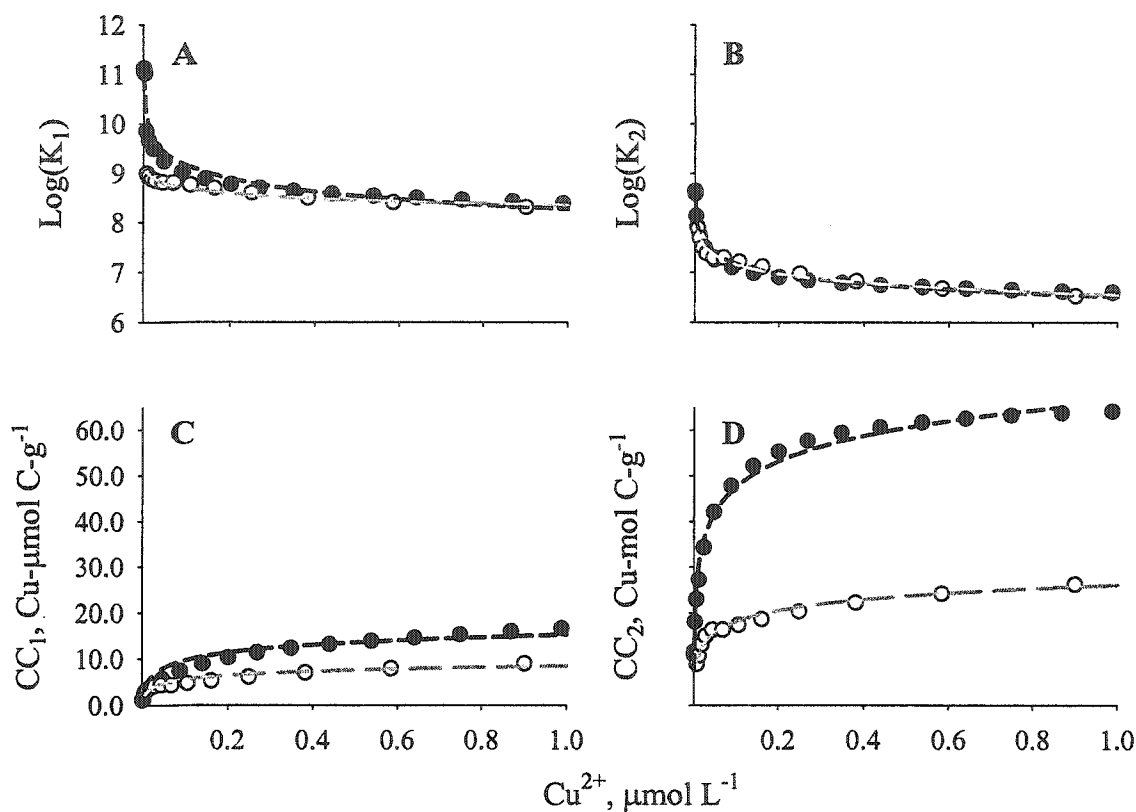 A
B
12
11
10
9
8
7
6
Log(K₁)
Log(K₂)
C
D
60.0
50.0
40.0
30.0
20.0
10.0
0.0
CC₁, Cu-μmol C-g⁻¹
CC₂, Cu-mol C-g⁻¹
0.2 0.4 0.6 0.8 1.0
0.2 0.4 0.6 0.8 1.0
Cu²⁺, μmol L⁻¹